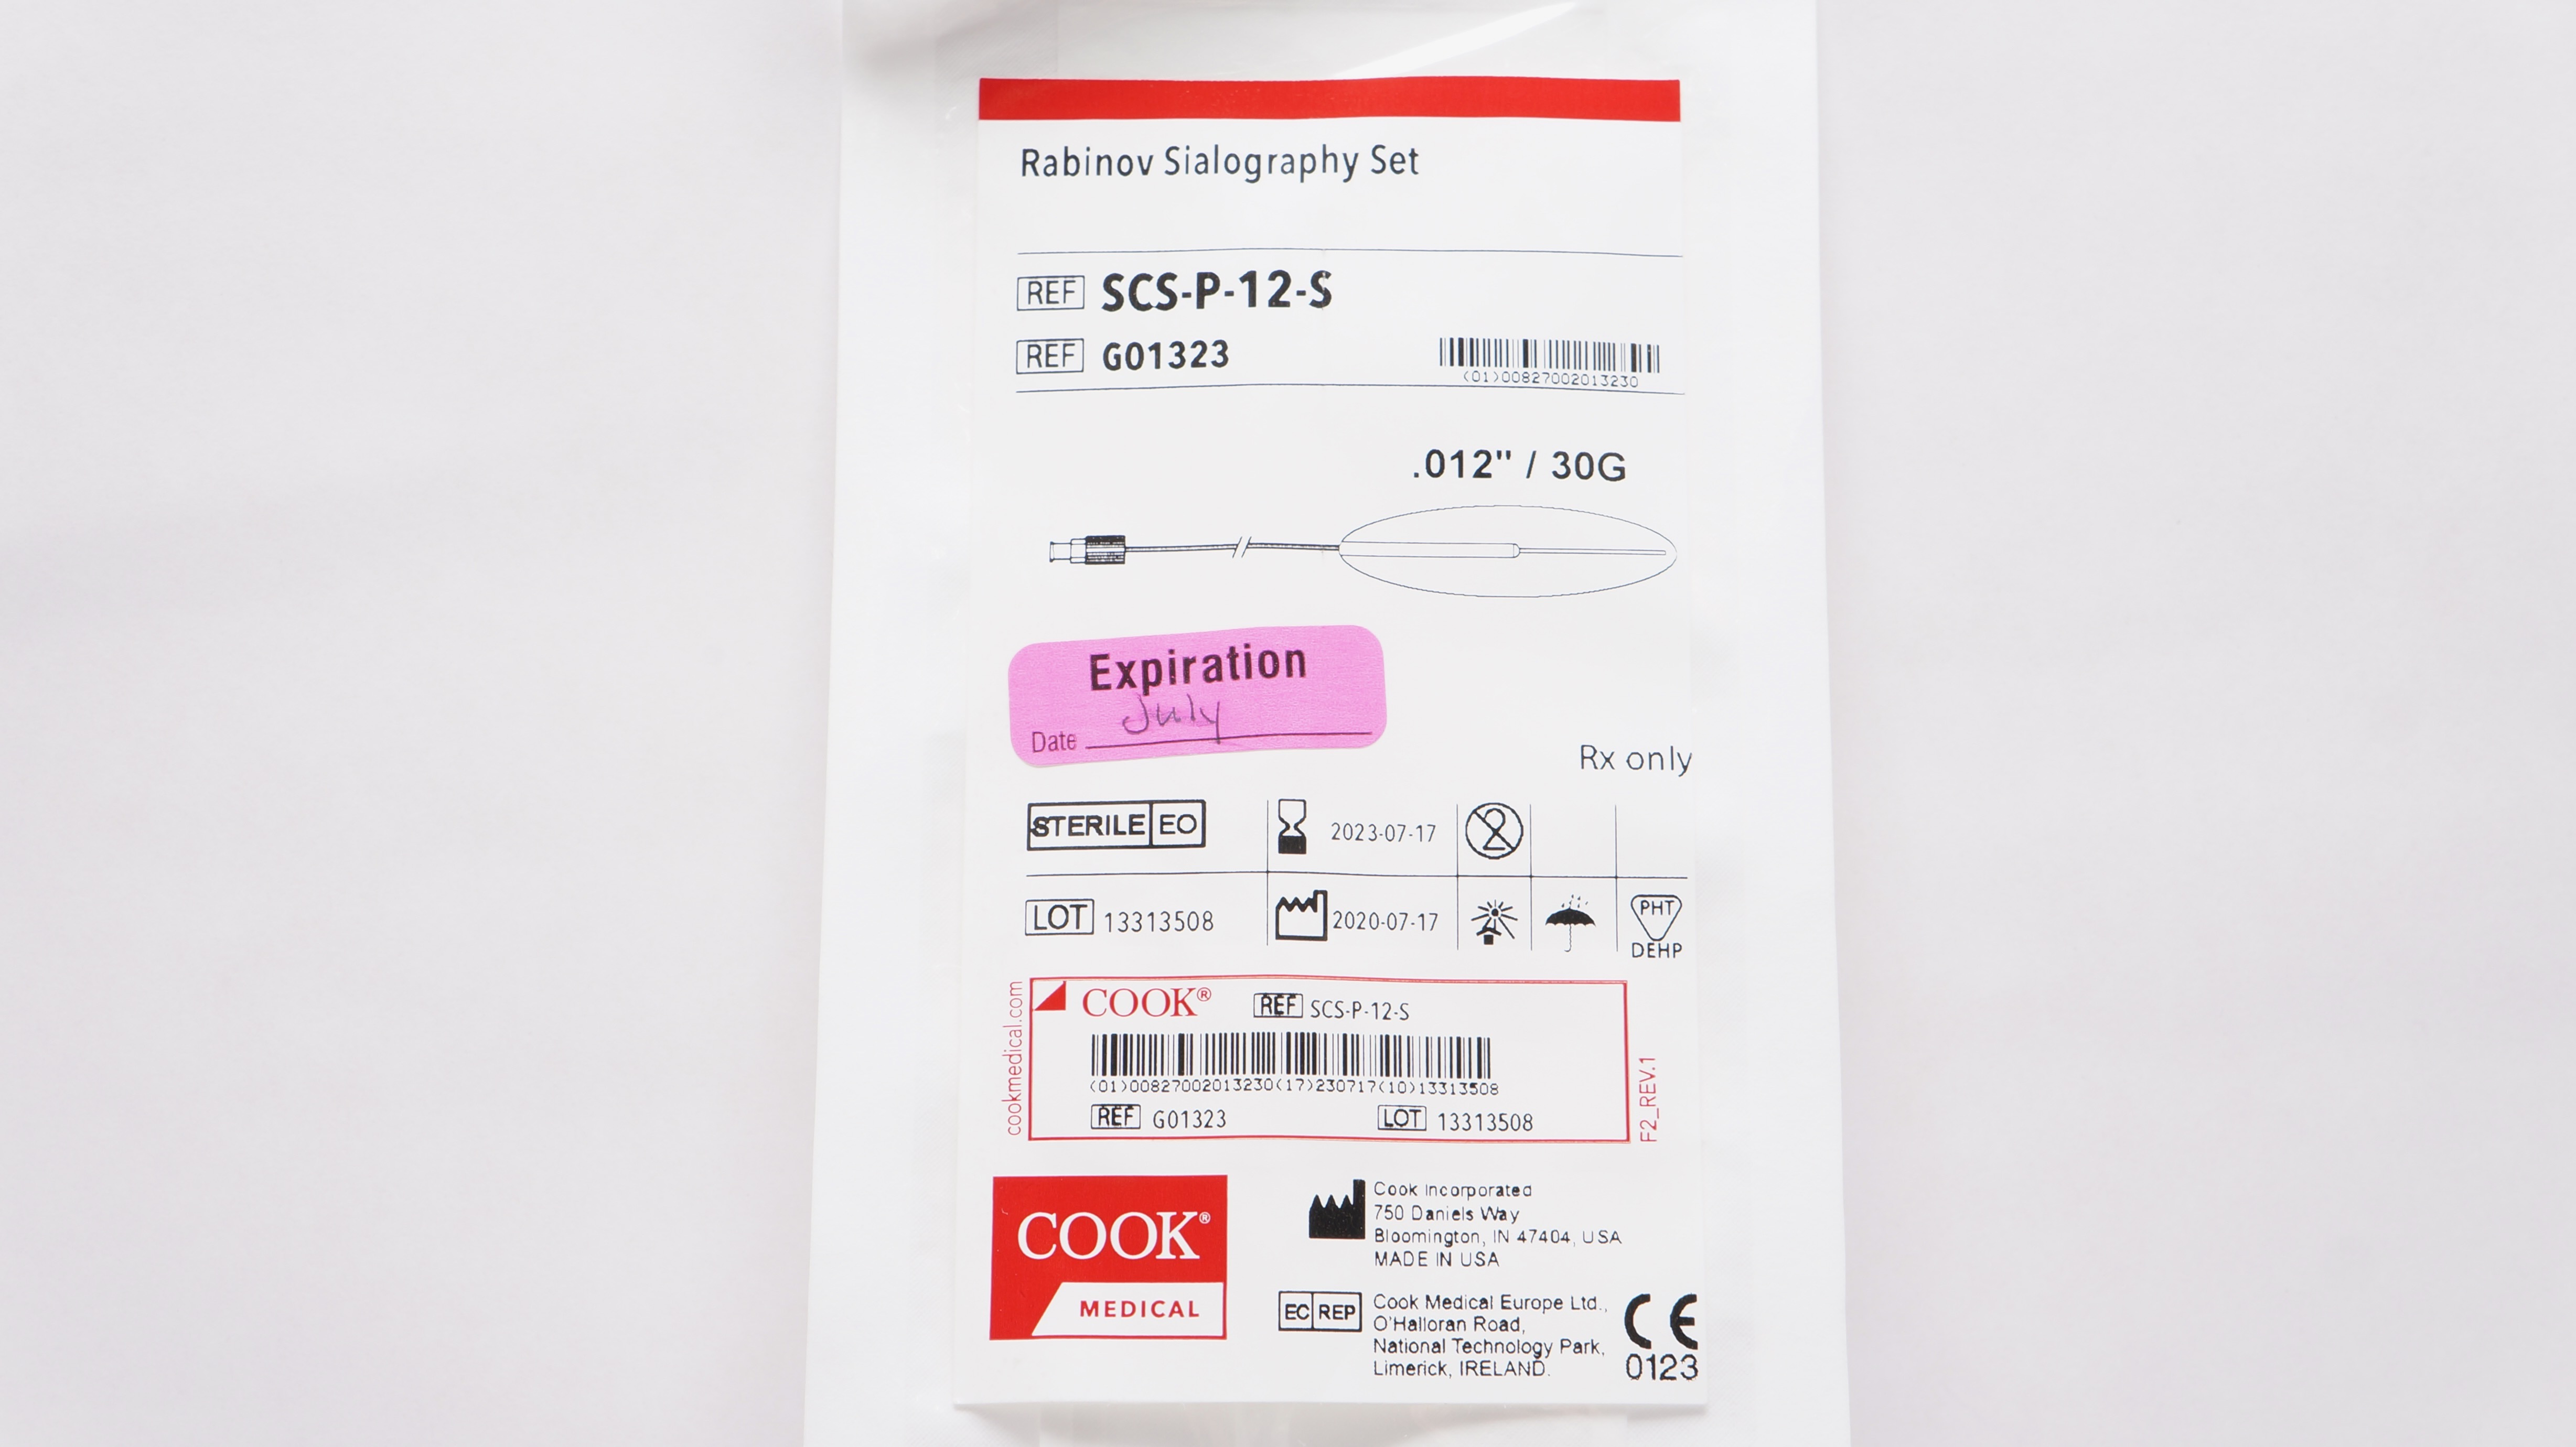 Rabinov Sialography Set
REF SCS-P-12-S
REF G01323
(01)00827002013230
.012" / 30G
Expiration
Date July
Rx only
STERILE EO
2023-07-17
LOT 13313508
2020-07-17
PHT
DEHP
cookmedical.com
COOK® REF SCS-P-12-S
(01)00827002013230(17)230717(10)13313508
REF G01323 LOT 13313508
F2_REV.1
COOK®
MEDICAL
Cook Incorporated
750 Daniels Way
Bloomington, IN 47404, USA
MADE IN USA
EC REP
Cook Medical Europe Ltd.,
O'Halloran Road,
National Technology Park,
Limerick, IRELAND.
CE
0123